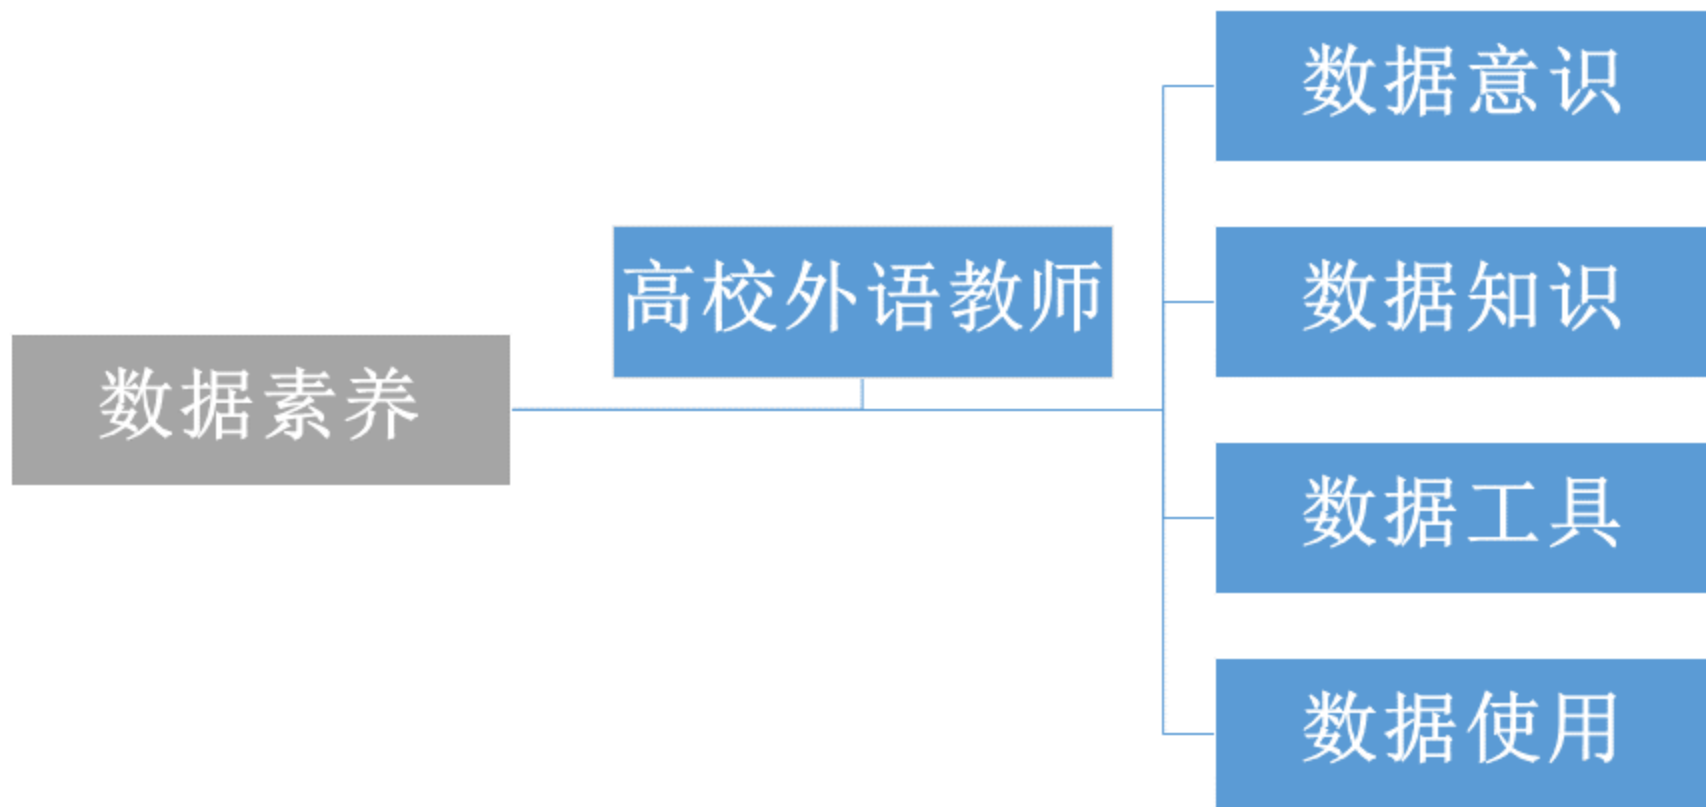 数据素养
高校外语教师
数据意识
数据知识
数据工具
数据使用